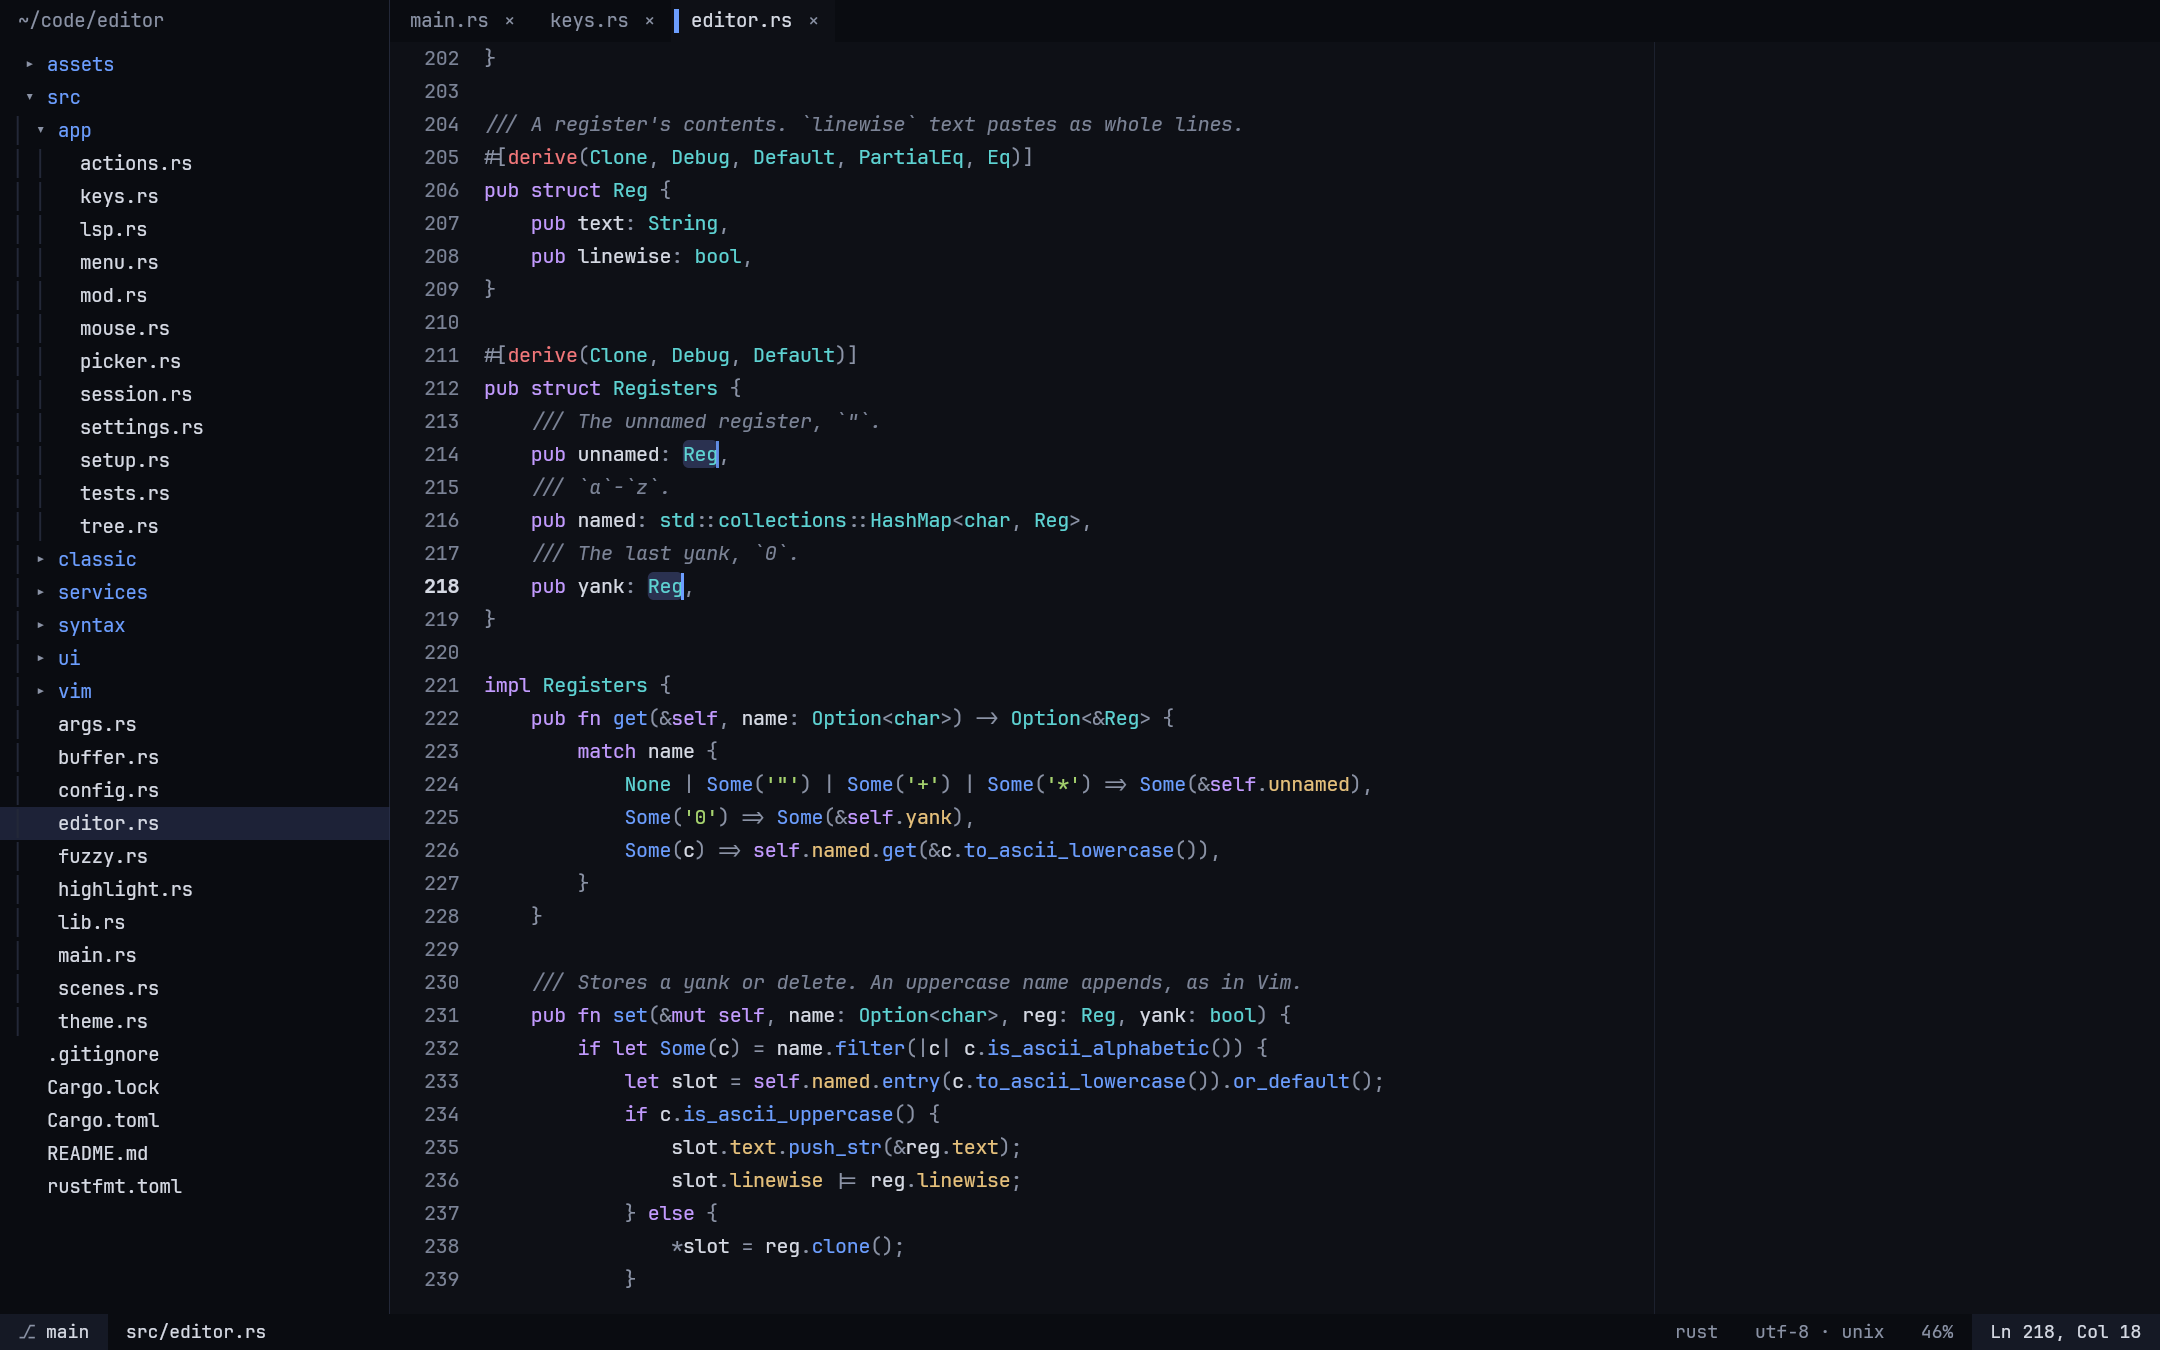 ~/code/editor
▸ assets
▾ src
▾ app
actions.rs
keys.rs
lsp.rs
menu.rs
mod.rs
mouse.rs
picker.rs
session.rs
settings.rs
setup.rs
tests.rs
tree.rs
▸ classic
▸ services
▸ syntax
▸ ui
▸ vim
args.rs
buffer.rs
config.rs
editor.rs
fuzzy.rs
highlight.rs
lib.rs
main.rs
scenes.rs
theme.rs
.gitignore
Cargo.lock
Cargo.toml
README.md
rustfmt.toml
main.rs × keys.rs × editor.rs ×
202 }
203
204 /// A register's contents. `linewise` text pastes as whole lines.
205 #[derive(Clone, Debug, Default, PartialEq, Eq)]
206 pub struct Reg {
207     pub text: String,
208     pub linewise: bool,
209 }
210
211 #[derive(Clone, Debug, Default)]
212 pub struct Registers {
213     /// The unnamed register, `"`.
214     pub unnamed: Reg,
215     /// `a`-`z`.
216     pub named: std::collections::HashMap<char, Reg>,
217     /// The last yank, `0`.
218     pub yank: Reg,
219 }
220
221 impl Registers {
222     pub fn get(&self, name: Option<char>) -> Option<&Reg> {
223         match name {
224             None | Some('"') | Some('+') | Some('*') => Some(&self.unnamed),
225             Some('0') => Some(&self.yank),
226             Some(c) => self.named.get(&c.to_ascii_lowercase()),
227         }
228     }
229
230     /// Stores a yank or delete. An uppercase name appends, as in Vim.
231     pub fn set(&mut self, name: Option<char>, reg: Reg, yank: bool) {
232         if let Some(c) = name.filter(|c| c.is_ascii_alphabetic()) {
233             let slot = self.named.entry(c.to_ascii_lowercase()).or_default();
234             if c.is_ascii_uppercase() {
235                 slot.text.push_str(&reg.text);
236                 slot.linewise |= reg.linewise;
237             } else {
238                 *slot = reg.clone();
239             }
⎇ main src/editor.rs rust utf-8 · unix 46% Ln 218, Col 18